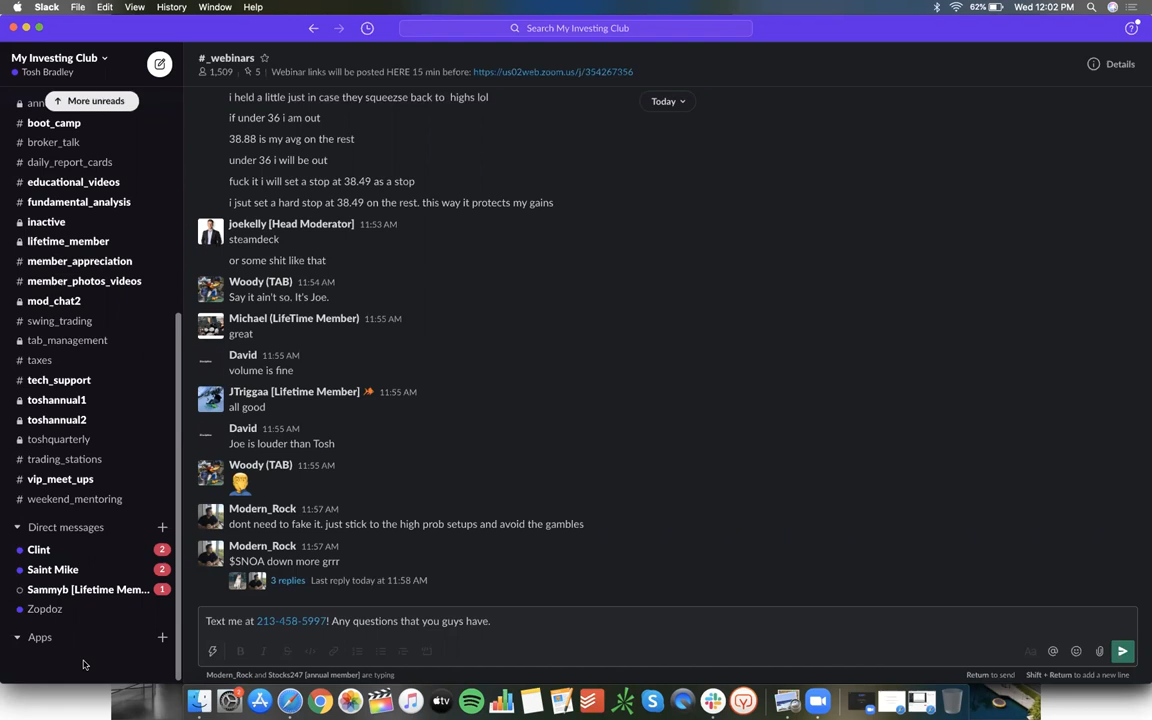 Slack File Edit View History Window Help
62% Wed 12:02 PM
Search My Investing Club
My Investing Club
Tosh Bradley
#_webinars
1,509 5 Webinar links will be posted HERE 15 min before: https://us02web.zoom.us/j/354267356
Details
More unreads
Today
ann
# boot_camp
# broker_talk
# daily_report_cards
# educational_videos
# fundamental_analysis
inactive
lifetime_member
# member_appreciation
# member_photos_videos
mod_chat2
# swing_trading
tab_management
# taxes
# tech_support
toshannual1
toshannual2
toshquarterly
# trading_stations
# vip_meet_ups
# weekend_mentoring
Direct messages
Clint 2
Saint Mike 2
Sammyb [Lifetime Mem... 1
Zopdoz
Apps
i held a little just in case they squeezse back to highs lol
if under 36 i am out
38.88 is my avg on the rest
under 36 i will be out
fuck it i will set a stop at 38.49 as a stop
i jsut set a hard stop at 38.49 on the rest. this way it protects my gains
joekelly [Head Moderator] 11:53 AM
steamdeck
or some shit like that
Woody (TAB) 11:54 AM
Say it ain't so. It's Joe.
Michael (LifeTime Member) 11:55 AM
great
David 11:55 AM
volume is fine
JTriggaa [Lifetime Member] 11:55 AM
all good
David 11:55 AM
Joe is louder than Tosh
Woody (TAB) 11:55 AM
Modern_Rock 11:57 AM
dont need to fake it. just stick to the high prob setups and avoid the gambles
Modern_Rock 11:57 AM
$SNOA down more grrr
3 replies Last reply today at 11:58 AM
Text me at 213-458-5997! Any questions that you guys have.
Aa
Modern_Rock and Stocks247 [annual member] are typing
Return to send Shift + Return to add a new line